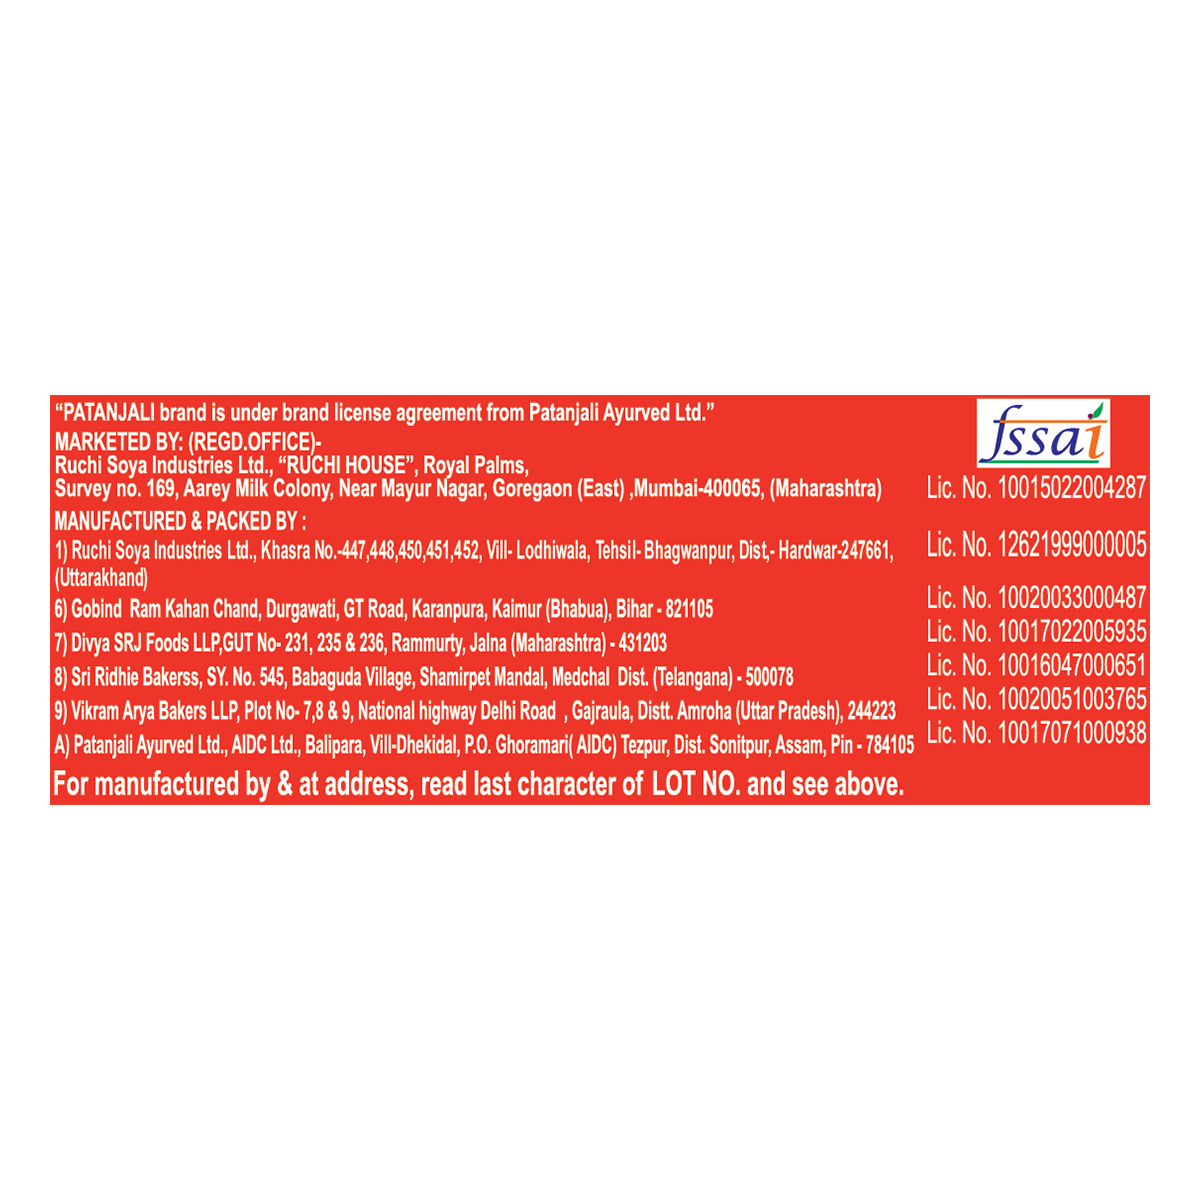 “PATANJALI brand is under brand license agreement from Patanjali Ayurved Ltd.”
fssai
MARKETED BY: (REGD.OFFICE)-
Ruchi Soya Industries Ltd., “RUCHI HOUSE”, Royal Palms,
Survey no. 169, Aarey Milk Colony, Near Mayur Nagar, Goregaon (East) ,Mumbai-400065, (Maharashtra) Lic. No. 10015022004287
MANUFACTURED & PACKED BY :
1) Ruchi Soya Industries Ltd., Khasra No.-447,448,450,451,452, Vill- Lodhiwala, Tehsil- Bhagwanpur, Dist,- Hardwar-247661, Lic. No. 12621999000005
(Uttarakhand)
6) Gobind Ram Kahan Chand, Durgawati, GT Road, Karanpura, Kaimur (Bhabua), Bihar - 821105 Lic. No. 10020033000487
7) Divya SRJ Foods LLP,GUT No- 231, 235 & 236, Rammurty, Jalna (Maharashtra) - 431203 Lic. No. 10017022005935
8) Sri Ridhie Bakerss, SY. No. 545, Babaguda Village, Shamirpet Mandal, Medchal Dist. (Telangana) - 500078 Lic. No. 10016047000651
9) Vikram Arya Bakers LLP, Plot No- 7,8 & 9, National highway Delhi Road , Gajraula, Distt. Amroha (Uttar Pradesh), 244223 Lic. No. 10020051003765
A) Patanjali Ayurved Ltd., AIDC Ltd., Balipara, Vill-Dhekidal, P.O. Ghoramari( AIDC) Tezpur, Dist. Sonitpur, Assam, Pin - 784105 Lic. No. 10017071000938
For manufactured by & at address, read last character of LOT NO. and see above.